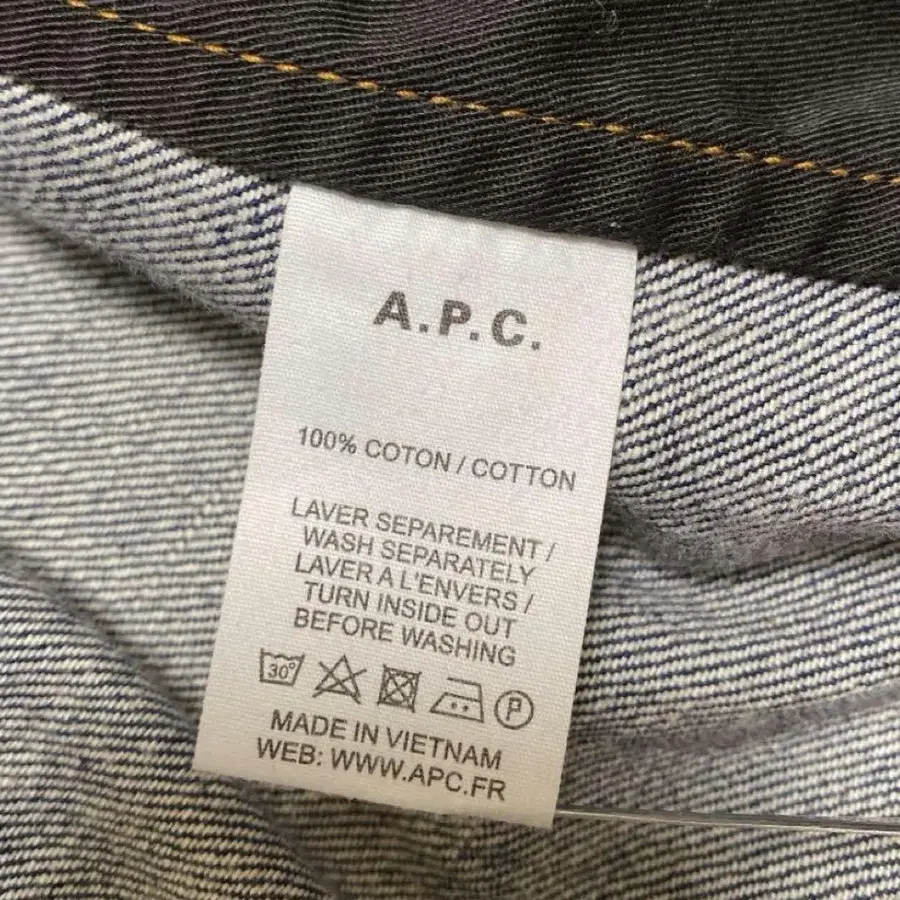 A.P.C.
100% COTON / COTTON
LAVER SEPAREMENT /
WASH SEPARATELY
LAVER A L'ENVERS /
TURN INSIDE OUT
BEFORE WASHING
30° P
MADE IN VIETNAM
WEB: WWW.APC.FR